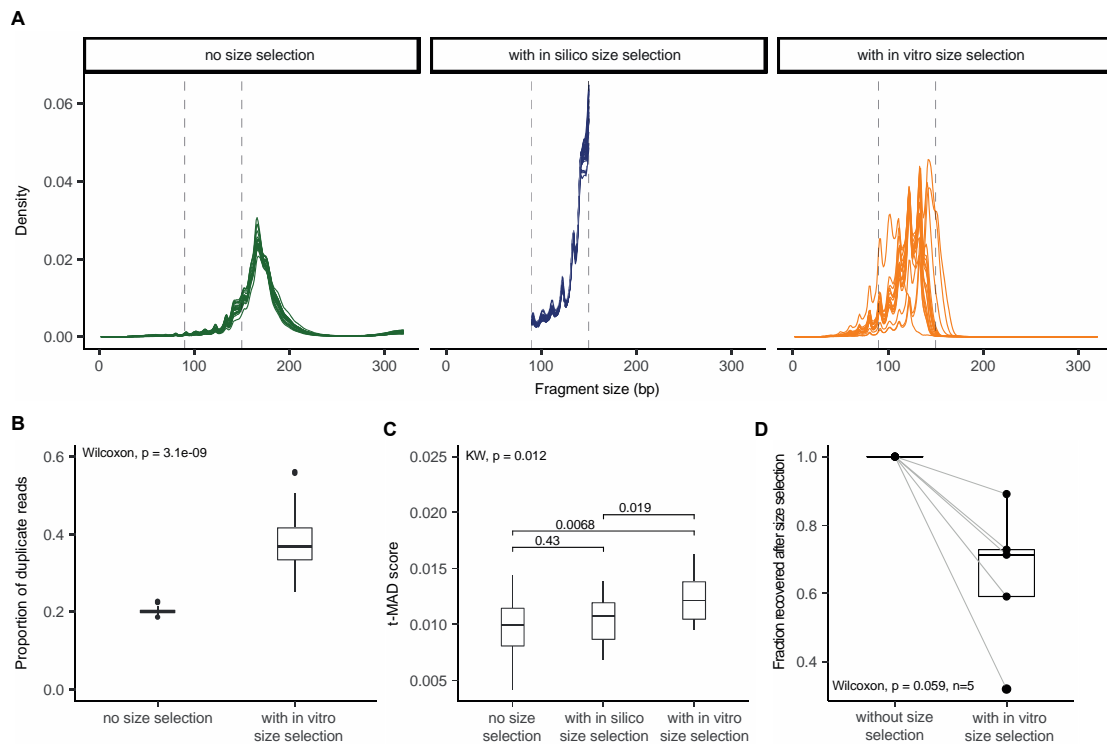 A
no size selection
with in silico size selection
with in vitro size selection
Density
0.06
0.04
0.02
0.00
0 100 200 300
0 100 200 300
0 100 200 300
Fragment size (bp)
B
Proportion of duplicate reads
Wilcoxon, p = 3.1e-09
0.6
0.4
0.2
0.0
no size selection
with in vitro
size selection
C
t-MAD score
KW, p = 0.012
0.025
0.020
0.015
0.010
0.005
0.019
0.0068
0.43
no size
selection
with in silico
size selection
with in vitro
size selection
D
Fraction recovered after size selection
1.0
0.8
0.6
0.4
Wilcoxon, p = 0.059, n=5
without size
selection
with in vitro
size selection